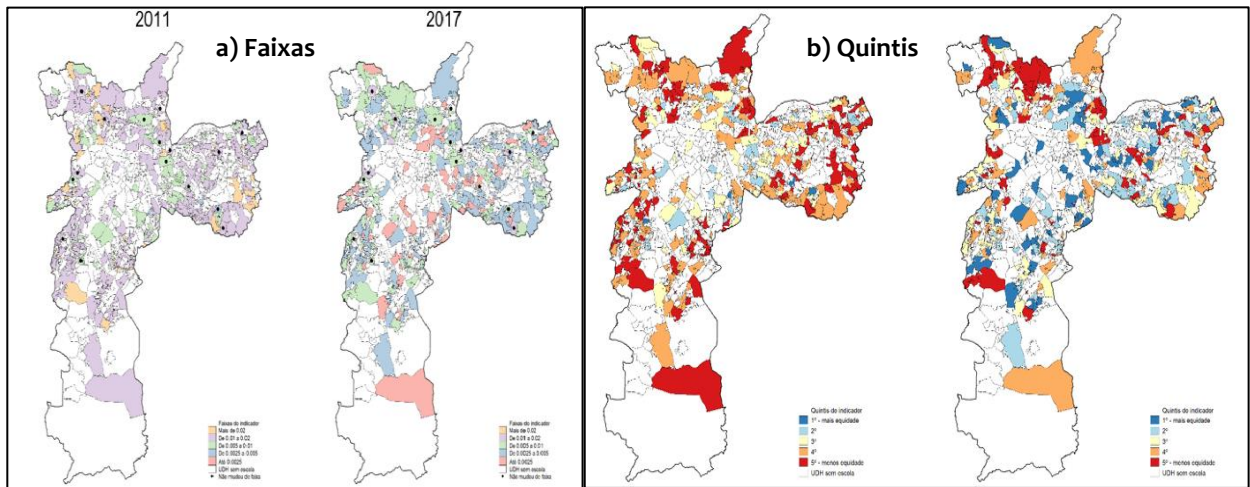 2011
2017
a) Faixas
b) Quintis
Faixas do indicador
Mais de 0.02
De 0.01 a 0.02
De 0.005 a 0.01
De 0.0025 a 0.005
Até 0.0025
UDH sem escola
Não mudou de faixa
Faixas do indicador
Mais de 0.02
De 0.01 a 0.02
De 0.005 a 0.01
De 0.0025 a 0.005
Até 0.0025
UDH sem escola
Não mudou de faixa
Quintis do indicador
1º - mais equidade
2º
3º
4º
5º - menos equidade
UDH sem escola
Quintis do indicador
1º - mais equidade
2º
3º
4º
5º - menos equidade
UDH sem escola